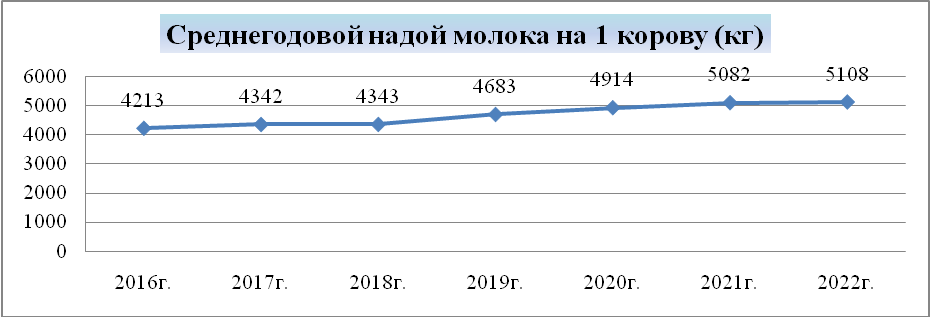 Среднегодовой надой молока на 1 корову (кг)
6000
5000
4000
3000
2000
1000
0
4213
4342
4343
4683
4914
5082
5108
2016г.
2017г.
2018г.
2019г.
2020г.
2021г.
2022г.